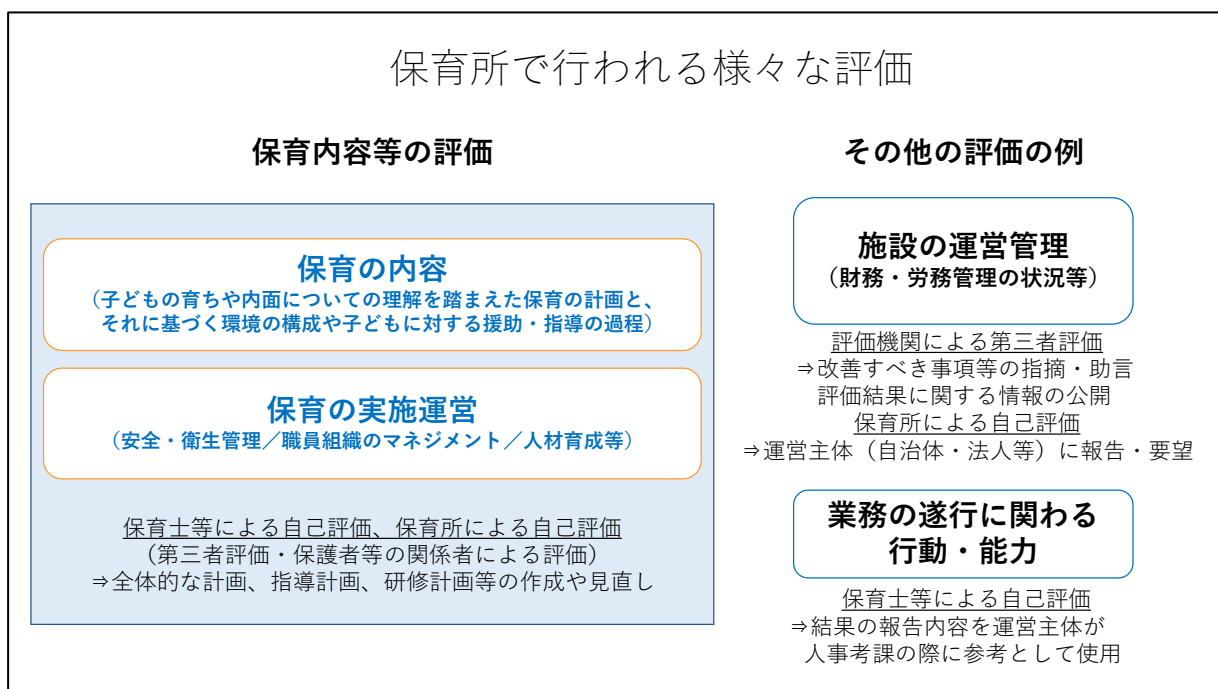 保育所で行われる様々な評価
保育内容等の評価
保育の内容
（子どもの育ちや内面についての理解を踏まえた保育の計画と、
それに基づく環境の構成や子どもに対する援助・指導の過程）
保育の実施運営
（安全・衛生管理／職員組織のマネジメント／人材育成等）
保育士等による自己評価、保育所による自己評価
（第三者評価・保護者等の関係者による評価）
⇒全体的な計画、指導計画、研修計画等の作成や見直し
その他の評価の例
施設の運営管理
（財務・労務管理の状況等）
評価機関による第三者評価
⇒改善すべき事項等の指摘・助言
評価結果に関する情報の公開
保育所による自己評価
⇒運営主体（自治体・法人等）に報告・要望
業務の遂行に関わる
行動・能力
保育士等による自己評価
⇒結果の報告内容を運営主体が
人事考課の際に参考として使用